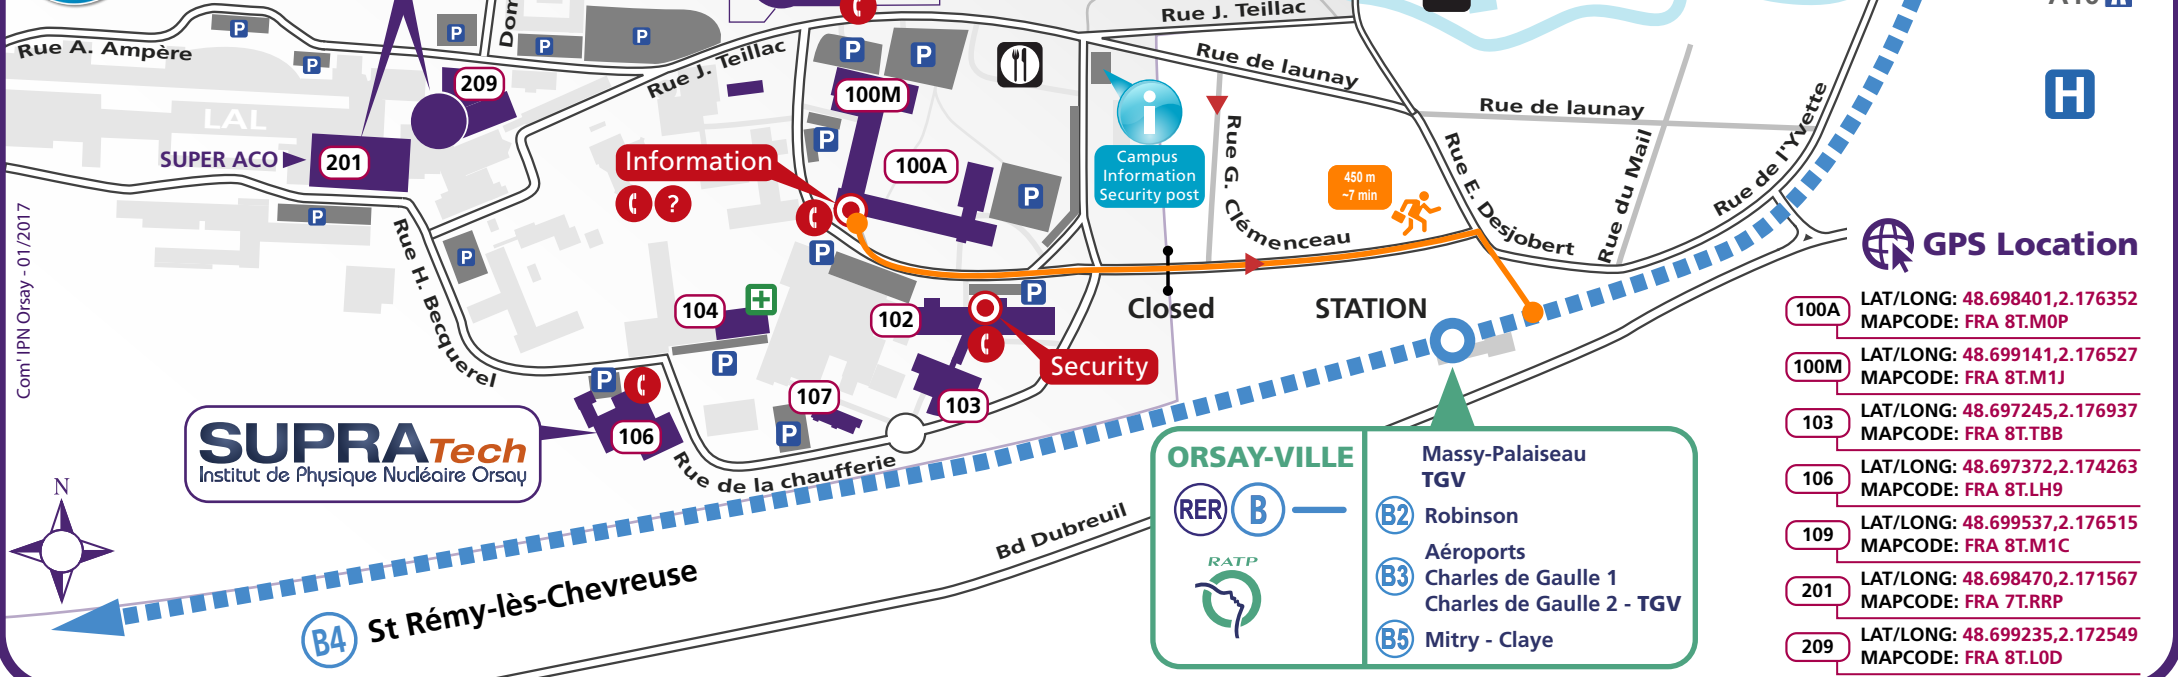 Rue A. Ampère
P
P
P
Dom
P
P
Rue J. Teillac
Rue J. Teillac
P
P
Rue de launay
Rue de launay
209
100M
LAL
SUPER ACO
201
P
Information
?
100A
P
i
Campus
Information
Security post
Rue G. Clémenceau
450 m
~7 min
Rue E. Desjobert
Rue du Mail
Rue de l'Yvette
H
P
Rue H. Becquerel
P
P
104
102
P
Closed
STATION
P
Security
P
107
103
P
106
SUPRATech
Institut de Physique Nucléaire Orsay
Rue de la chaufferie
Bd Dubreuil
N
B4 St Rémy-lès-Chevreuse
Com' IPN Orsay - 01/2017
ORSAY-VILLE
RER B
RATP
Massy-Palaiseau
TGV
B2 Robinson
B3 Aéroports
Charles de Gaulle 1
Charles de Gaulle 2 - TGV
B5 Mitry - Claye
GPS Location
100A LAT/LONG: 48.698401,2.176352
MAPCODE: FRA 8T.M0P
100M LAT/LONG: 48.699141,2.176527
MAPCODE: FRA 8T.M1J
103 LAT/LONG: 48.697245,2.176937
MAPCODE: FRA 8T.TBB
106 LAT/LONG: 48.697372,2.174263
MAPCODE: FRA 8T.LH9
109 LAT/LONG: 48.699537,2.176515
MAPCODE: FRA 8T.M1C
201 LAT/LONG: 48.698470,2.171567
MAPCODE: FRA 7T.RRP
209 LAT/LONG: 48.699235,2.172549
MAPCODE: FRA 8T.L0D